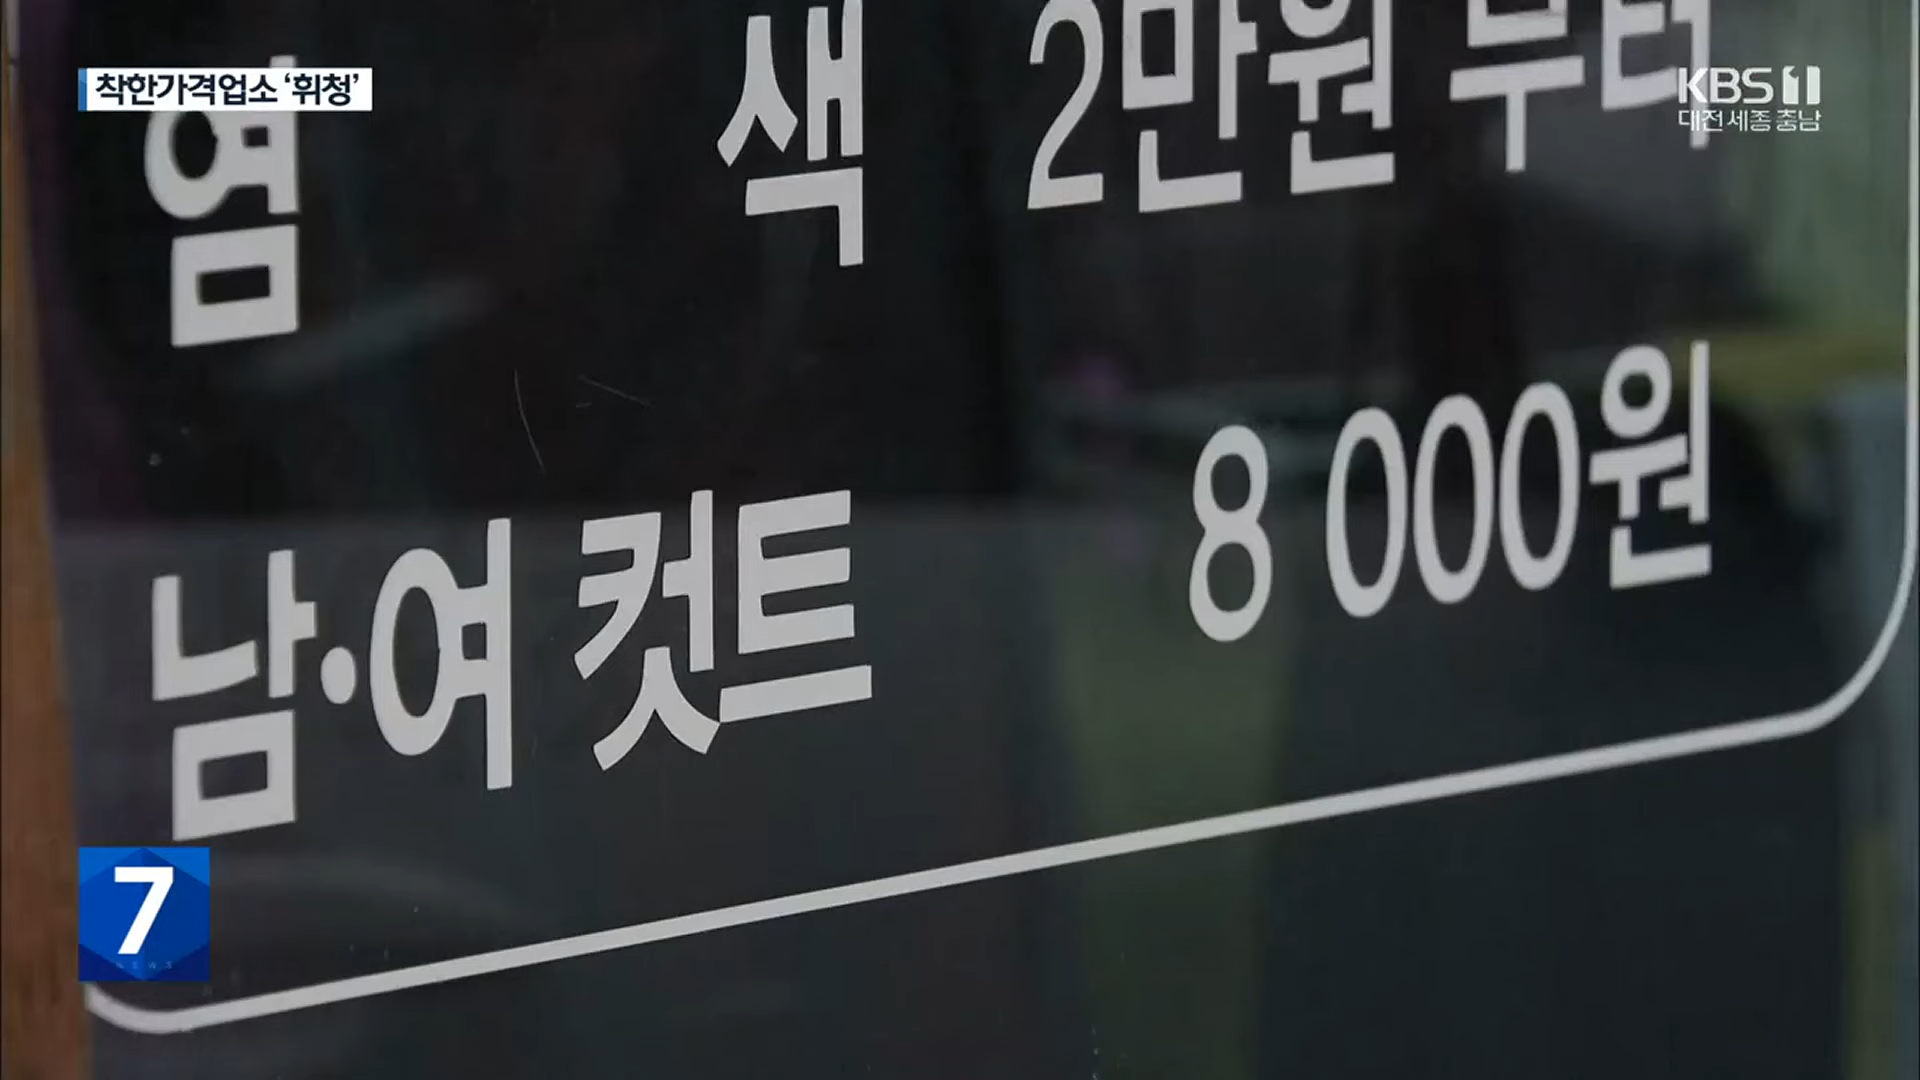 착한가격업소 ‘휘청’
KBS 1
대전 세종 충남
염 색 2만원 부터
남·여 컷트 8 000원
7
NEWS